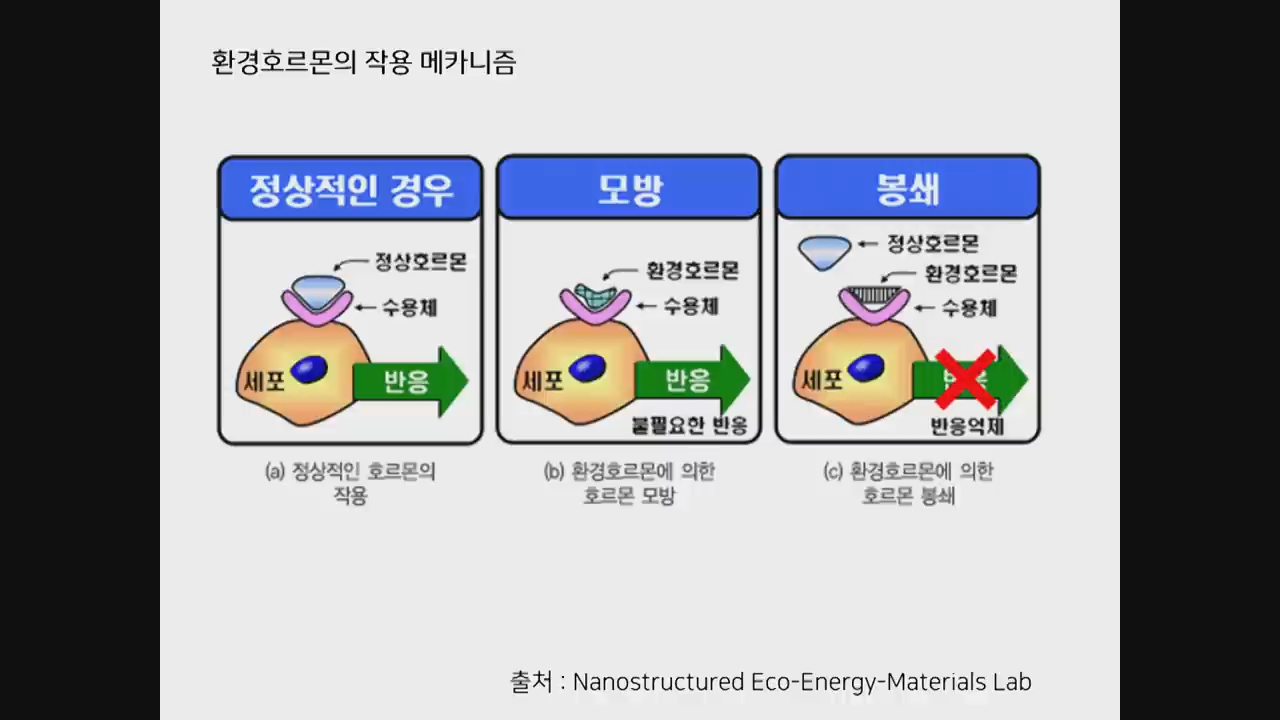 환경호르몬의 작용 메카니즘
정상적인 경우
정상호르몬
수용체
세포
반응
(a) 정상적인 호르몬의
작용
모방
환경호르몬
수용체
세포
반응
불필요한 반응
(b) 환경호르몬에 의한
호르몬 모방
봉쇄
정상호르몬
환경호르몬
수용체
세포
반응억제
(c) 환경호르몬에 의한
호르몬 봉쇄
출처 : Nanostructured Eco-Energy-Materials Lab